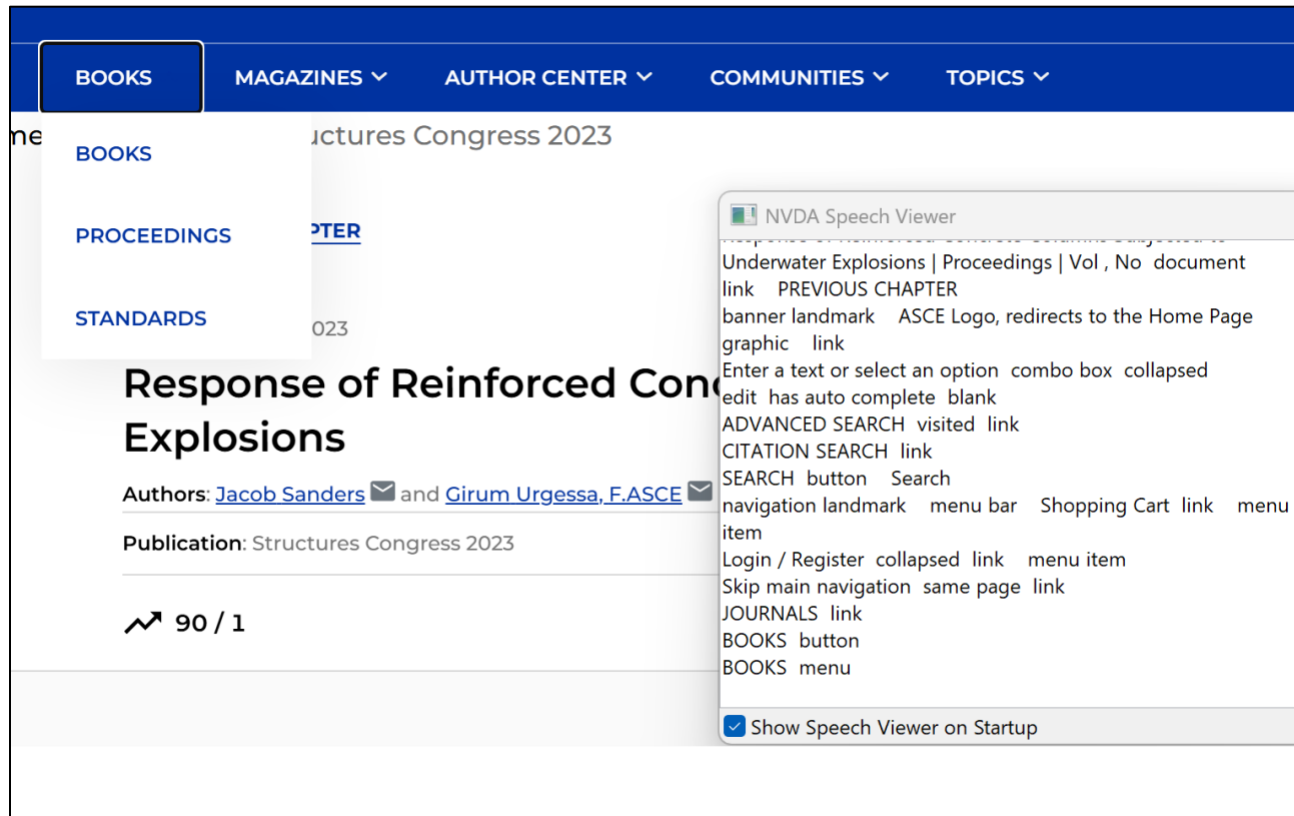 BOOKS MAGAZINES AUTHOR CENTER COMMUNITIES TOPICS
uctures Congress 2023
BOOKS
PROCEEDINGS
STANDARDS
PTER
023
Response of Reinforced Con
Explosions
Authors: Jacob Sanders and Girum Urgessa, F.ASCE
Publication: Structures Congress 2023
90 / 1
NVDA Speech Viewer
Underwater Explosions | Proceedings | Vol , No document
link PREVIOUS CHAPTER
banner landmark ASCE Logo, redirects to the Home Page
graphic link
Enter a text or select an option combo box collapsed
edit has auto complete blank
ADVANCED SEARCH visited link
CITATION SEARCH link
SEARCH button Search
navigation landmark menu bar Shopping Cart link menu
item
Login / Register collapsed link menu item
Skip main navigation same page link
JOURNALS link
BOOKS button
BOOKS menu
Show Speech Viewer on Startup